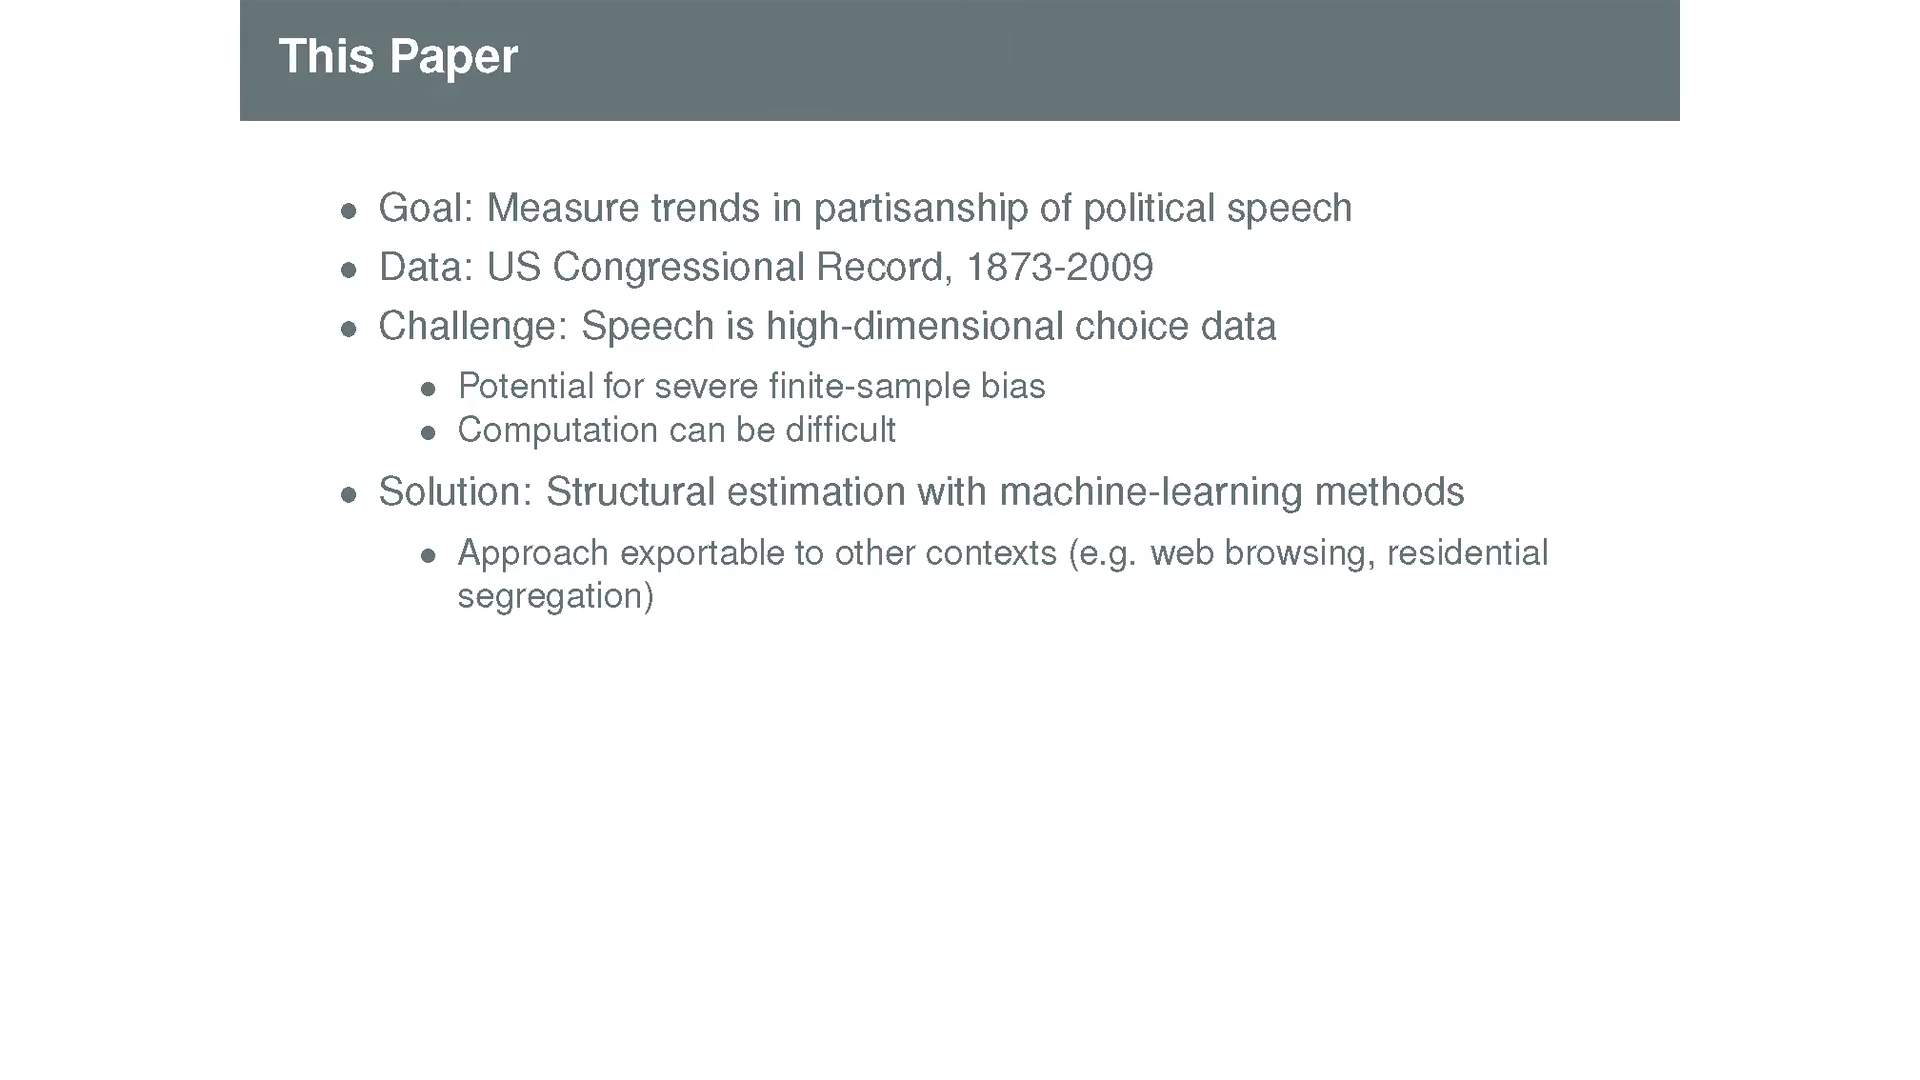 This Paper
• Goal: Measure trends in partisanship of political speech
• Data: US Congressional Record, 1873-2009
• Challenge: Speech is high-dimensional choice data
• Potential for severe finite-sample bias
• Computation can be difficult
• Solution: Structural estimation with machine-learning methods
• Approach exportable to other contexts (e.g. web browsing, residential
segregation)